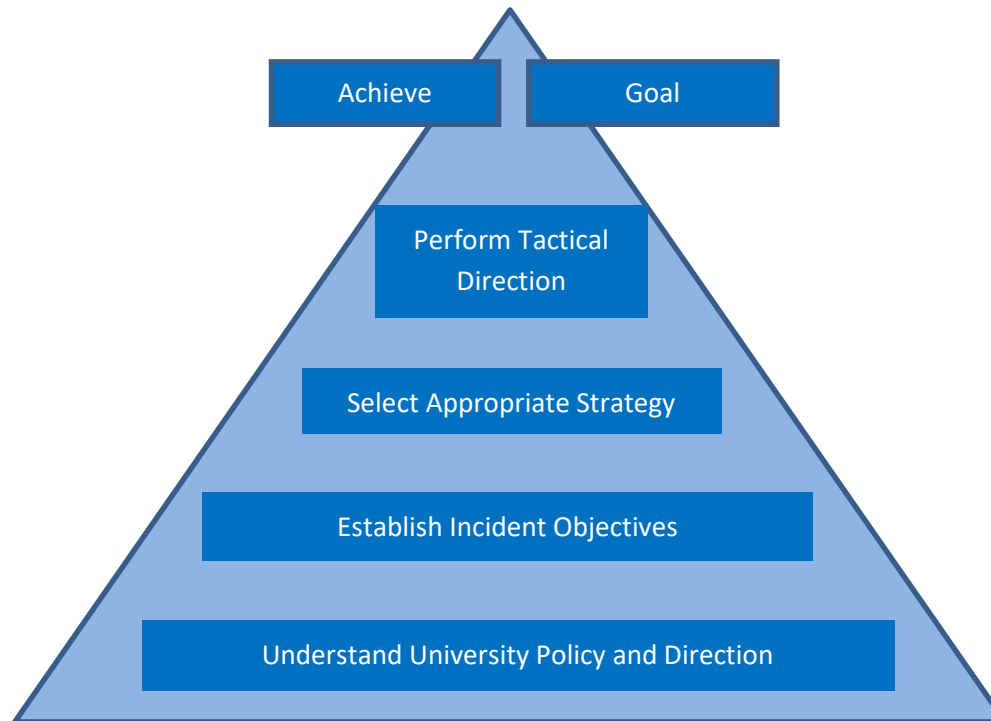 Achieve
Goal
Perform Tactical
Direction
Select Appropriate Strategy
Establish Incident Objectives
Understand University Policy and Direction